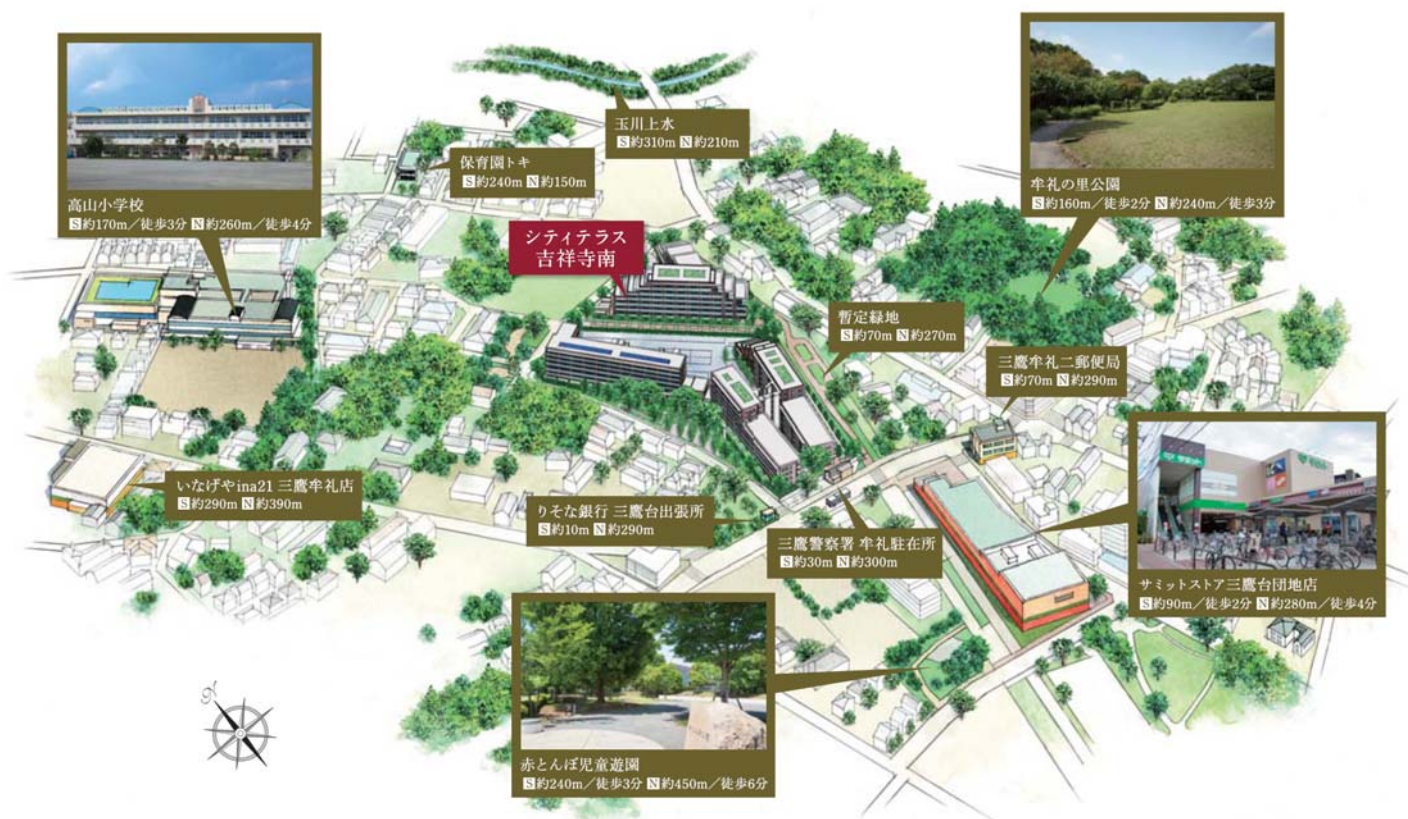 玉川上水
S約310m N約210m
保育園トキ
S約240m N約150m
高山小学校
S約170m/徒歩3分 N約260m/徒歩4分
牟礼の里公園
S約160m/徒歩2分 N約240m/徒歩3分
シティテラス
吉祥寺南
暫定緑地
S約70m N約270m
三鷹牟礼二郵便局
S約70m N約290m
いなげやina21 三鷹牟礼店
S約290m N約390m
りそな銀行 三鷹台出張所
S約10m N約290m
三鷹警察署 牟礼駐在所
S約30m N約300m
サミットストア三鷹台団地店
S約90m/徒歩2分 N約280m/徒歩4分
赤とんぼ児童遊園
S約240m/徒歩3分 N約450m/徒歩6分
N